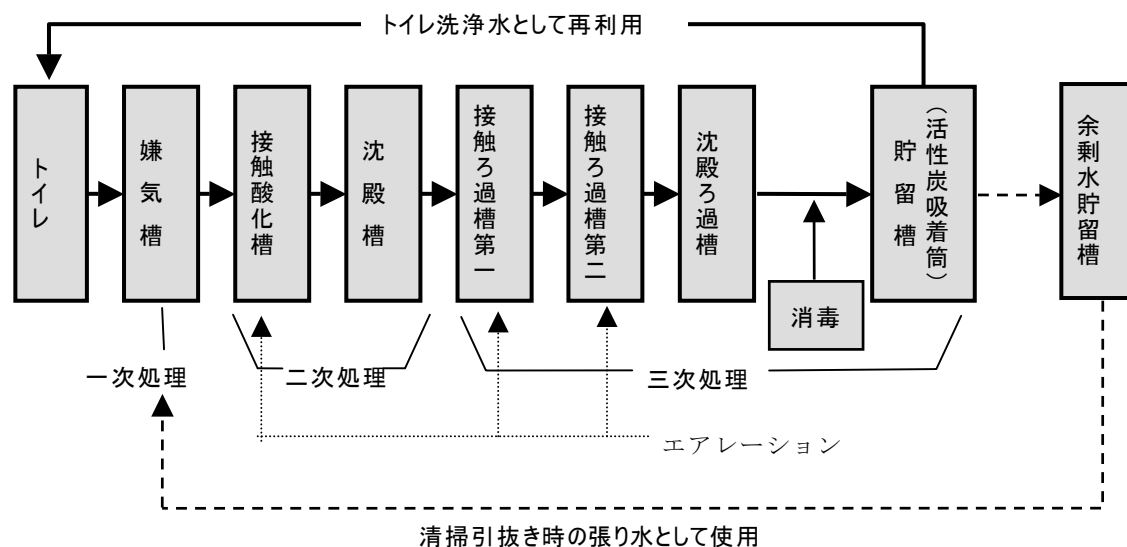 トイレ洗浄水として再利用
トイレ
嫌気槽
接触酸化槽
沈殿槽
接触ろ過槽第一
接触ろ過槽第二
沈殿ろ過槽
消毒
貯留槽
（活性炭吸着筒）
余剰水貯留槽
一次処理
二次処理
三次処理
エアレーション
清掃引抜き時の張り水として使用